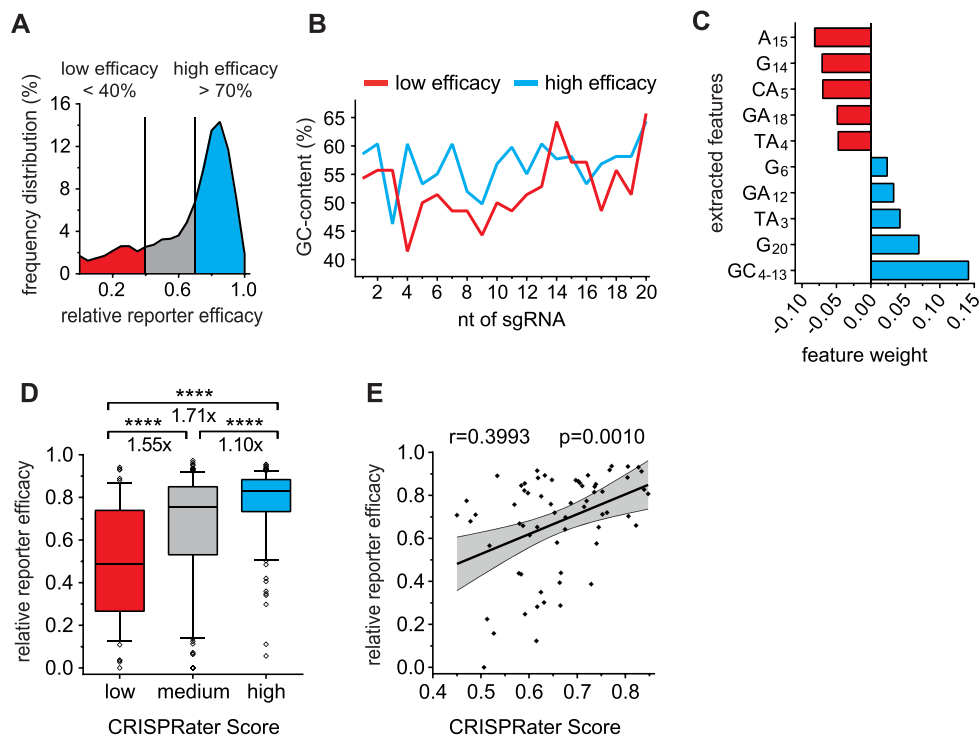 A
low efficacy
< 40%
high efficacy
> 70%
frequency distribution (%)
16
12
8
4
0
0.2
0.6
1.0
relative reporter efficacy
B
low efficacy
high efficacy
GC-content (%)
65
60
55
50
45
40
2 4 6 8 10 12 14 16 18 20
nt of sgRNA
C
extracted features
A15
G14
CA5
GA18
TA4
G6
GA12
TA3
G20
GC4-13
-0.10
-0.05
0.00
0.05
0.10
0.15
feature weight
D
****
1.71x
**** ****
1.55x 1.10x
relative reporter efficacy
1.0
0.8
0.6
0.4
0.2
0.0
low medium high
CRISPRater Score
E
r=0.3993 p=0.0010
relative reporter efficacy
1.0
0.8
0.6
0.4
0.2
0.0
0.4 0.5 0.6 0.7 0.8
CRISPRater Score